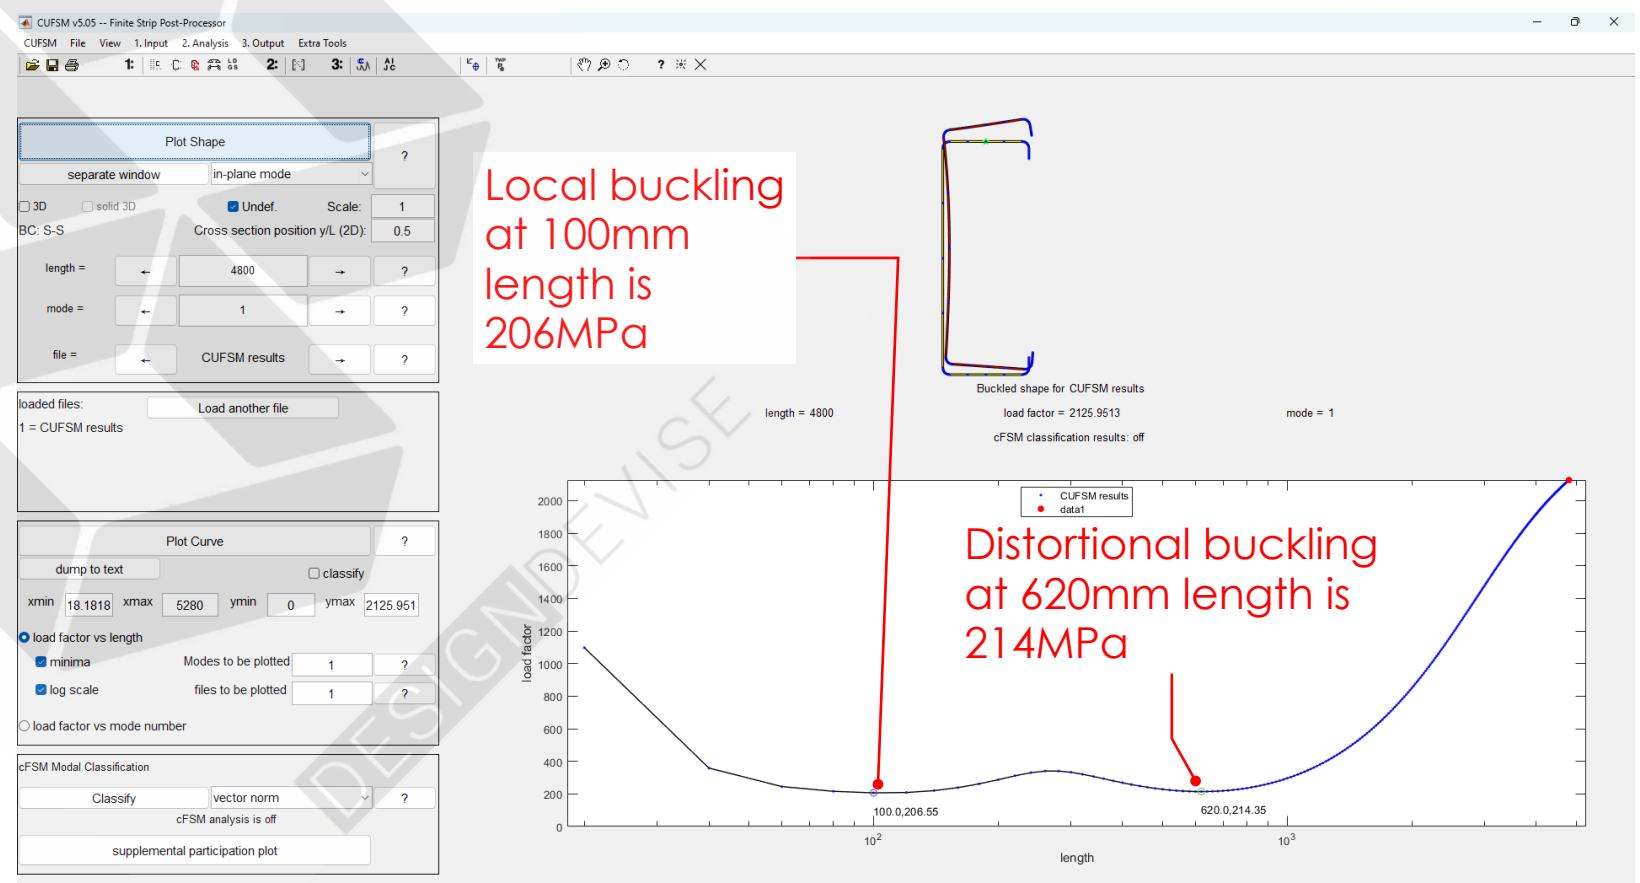 CUFSM v5.05 -- Finite Strip Post-Processor
CUFSM File View 1. Input 2. Analysis 3. Output Extra Tools
1: 2: 3: ?
Plot Shape
?
separate window
in-plane mode
3D
solid 3D
Undef.
Scale:
1
BC: S-S
Cross section position y/L (2D):
0.5
length =
←
4800
→
?
mode =
←
1
→
?
file =
←
CUFSM results
→
?
loaded files:
Load another file
1 = CUFSM results
Plot Curve
?
dump to text
classify
xmin 18.1818 xmax 5280 ymin 0 ymax 2125.951
load factor vs length
minima
Modes to be plotted
1
?
log scale
files to be plotted
1
?
load factor vs mode number
cFSM Modal Classification
Classify
vector norm
?
cFSM analysis is off
supplemental participation plot
Local buckling
at 100mm
length is
206MPa
Buckled shape for CUFSM results
length = 4800
load factor = 2125.9513
mode = 1
cFSM classification results: off
CUFSM results
data1
Distortional buckling
at 620mm length is
214MPa
2000
1800
1600
1400
1200
1000
800
600
400
200
0
load factor
100.0,206.55
620.0,214.35
10²
10³
length
DESIGNDEVISE